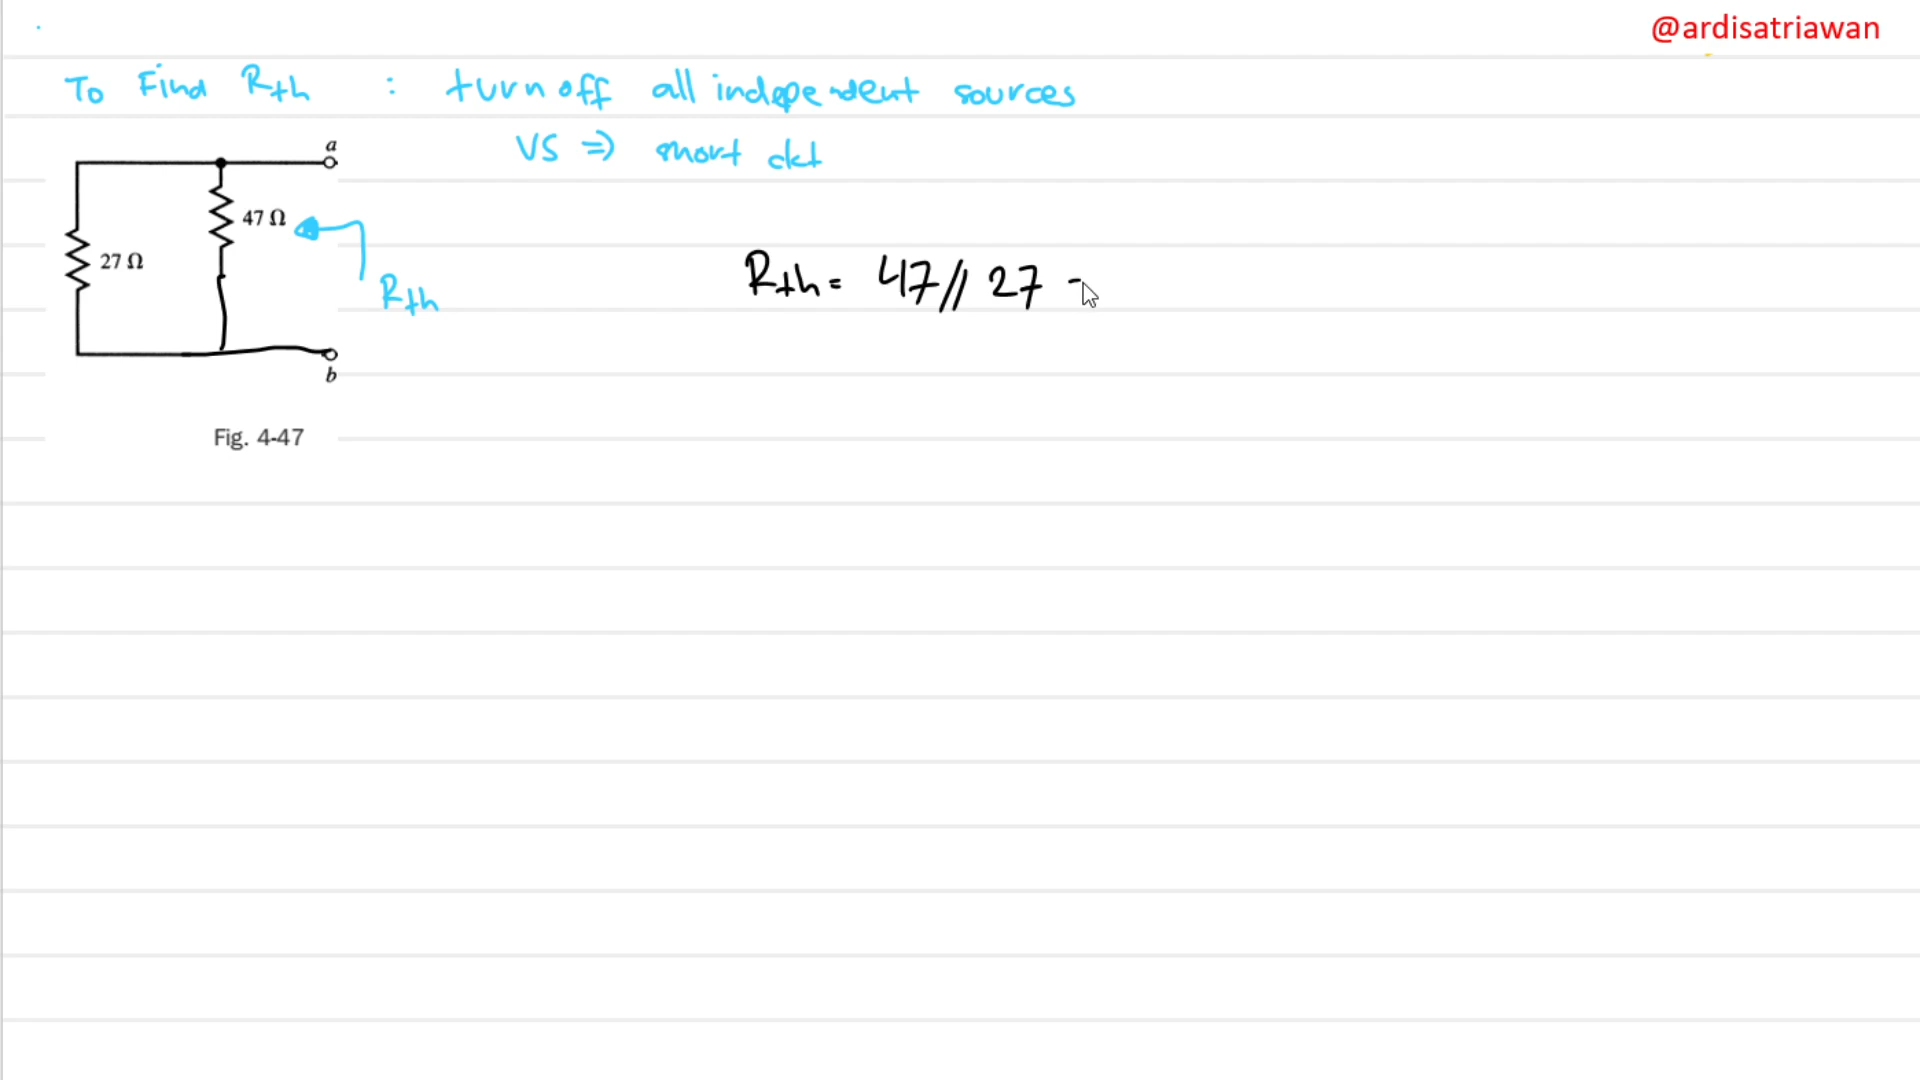 @ardisatriawan
To Find Rth : turn off all independent sources
VS => short ckt
a
47 Ω
27 Ω
Rth
Rth = 47 // 27 =
b
Fig. 4-47